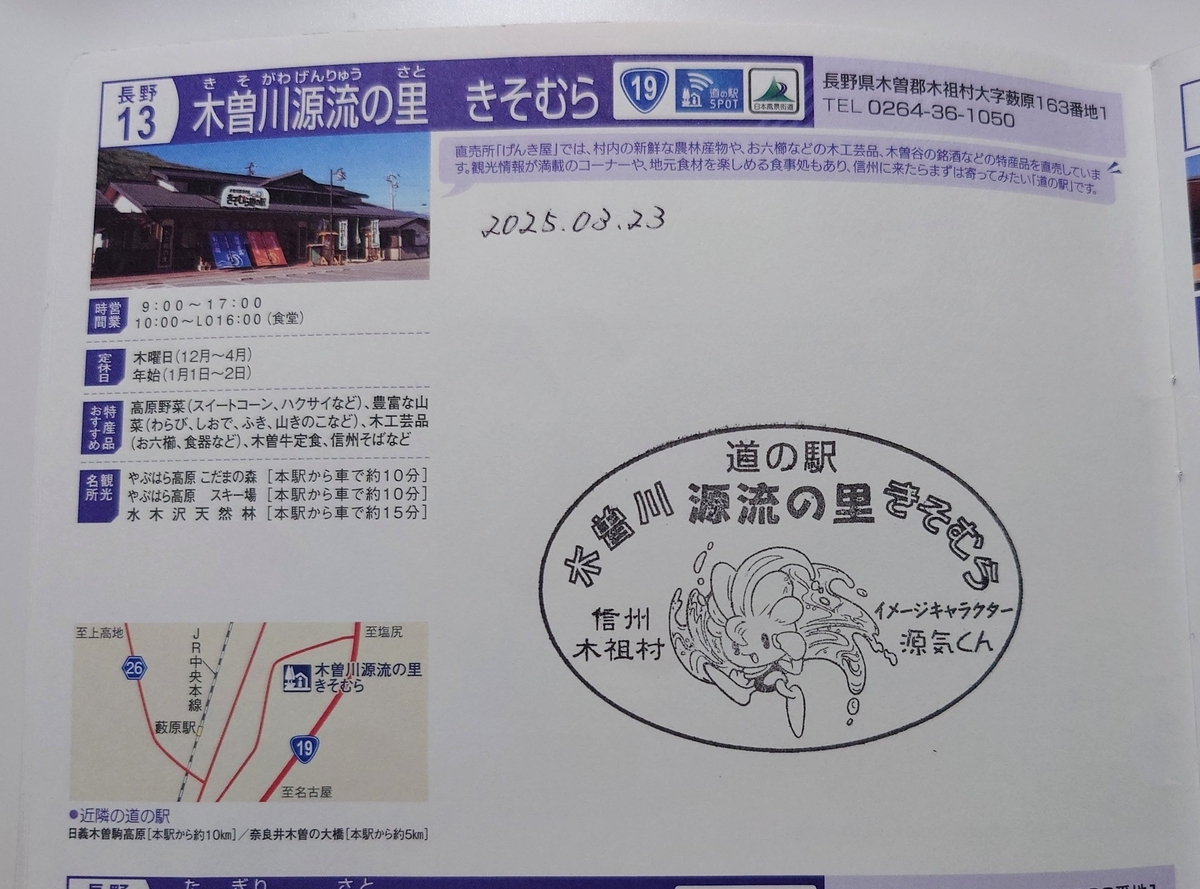 長野
13
きそがわげんりゅう さと
木曽川源流の里 きそむら
19
道の駅
SPOT
日本風景街道
長野県木曽郡木祖村大字薮原163番地1
TEL 0264-36-1050
直売所「げんき屋」では、村内の新鮮な農林産物や、お六櫛などの木工芸品、木曽谷の銘酒などの特産品を直売していま
す。観光情報が満載のコーナーや、地元食材を楽しめる食事処もあり、信州に来たらまずは寄ってみたい「道の駅」です。
2025.03.23
きそむら道の駅
営業時間
9:00～17:00
10:00～LO16:00(食堂)
定休日
木曜日(12月～4月)
年始(1月1日～2日)
特産品おすすめ
高原野菜(スイートコーン、ハクサイなど)、豊富な山
菜(わらび、しおで、ふき、山きのこなど)、木工芸品
(お六櫛、食器など)、木曽牛定食、信州そばなど
観光名所
やぶはら高原 こだまの森 [本駅から車で約10分]
やぶはら高原 スキー場 [本駅から車で約10分]
水木沢天然林 [本駅から車で約15分]
道の駅
木曽川源流の里きそむら
信州
木祖村
イメージキャラクター
源気くん
至上高地
JR中央本線
至塩尻
26
木曽川源流の里
きそむら
薮原駅
19
至名古屋
●近隣の道の駅
日義木曽駒高原[本駅から約10km]/奈良井木曽の大橋[本駅から約5km]
長野
たぎり さと